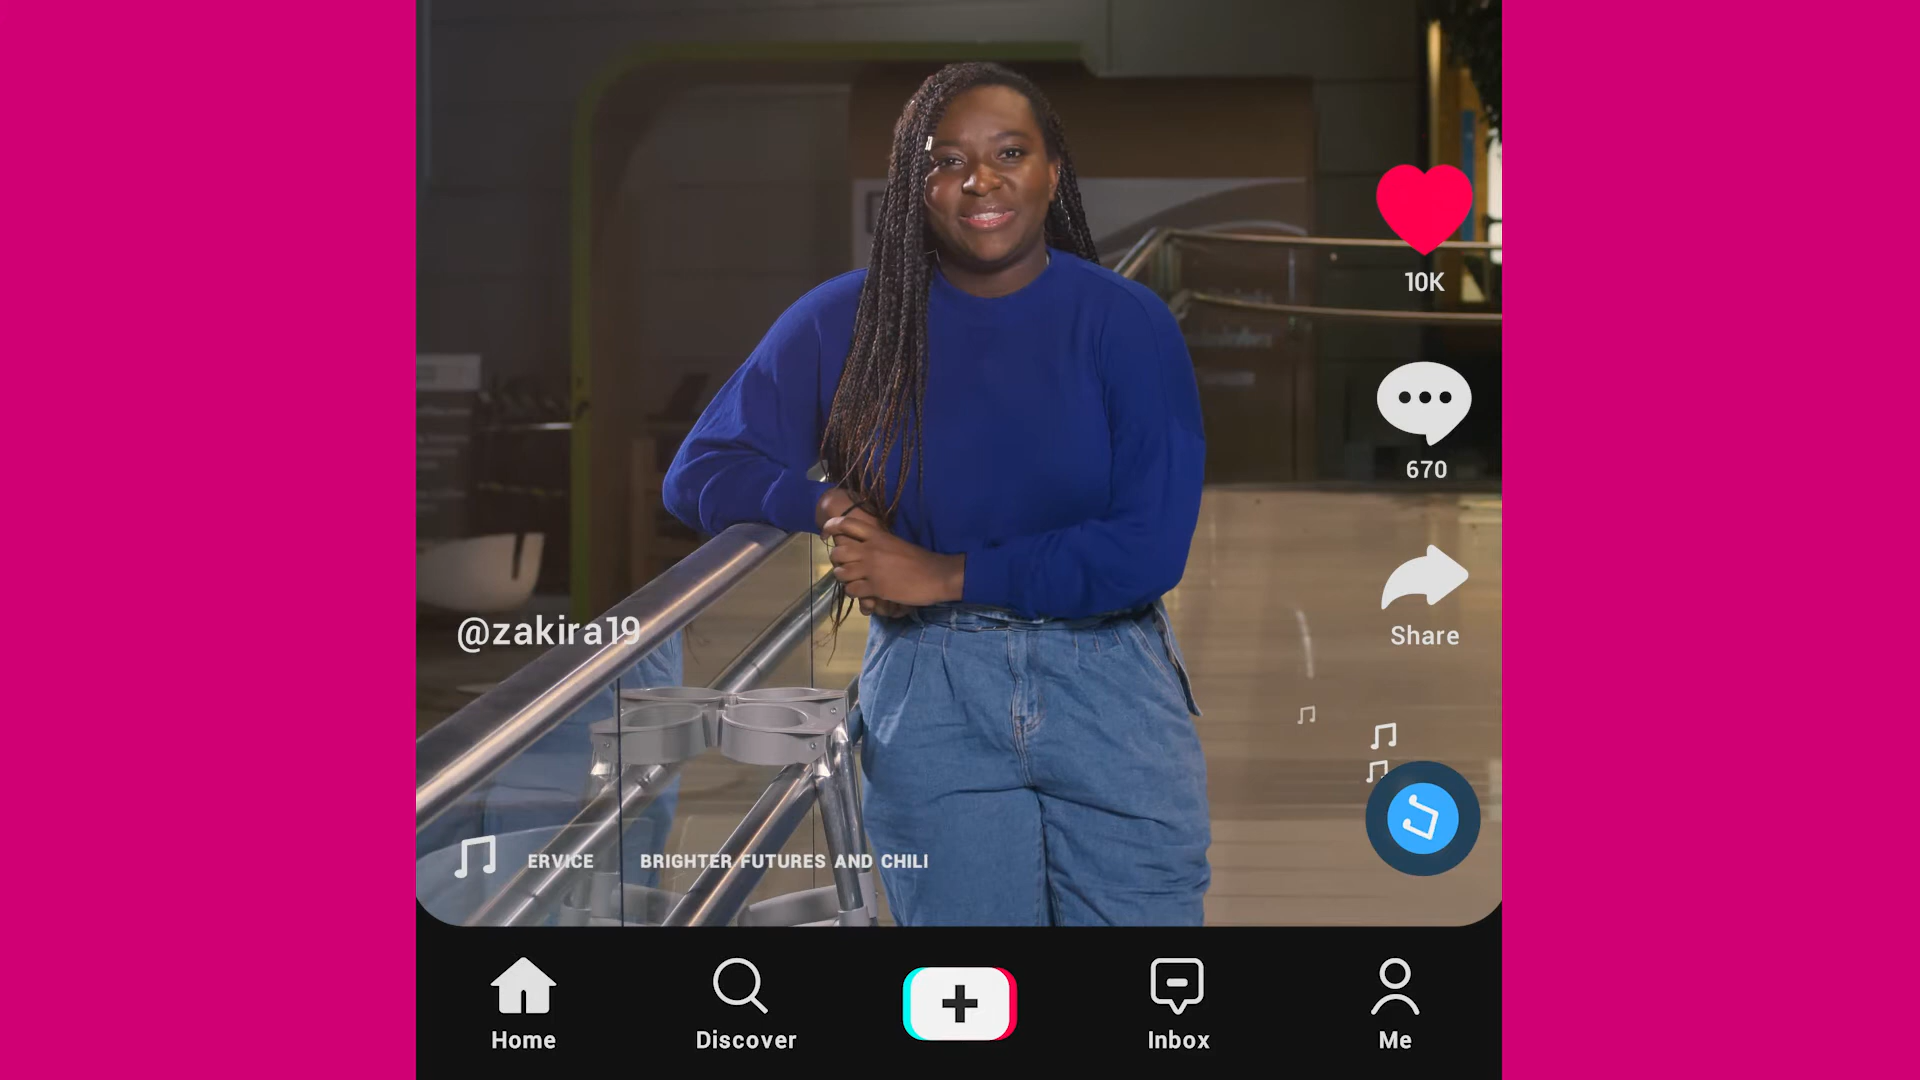 10K
670
Share
@zakira19
ERVICE BRIGHTER FUTURES AND CHILI
Home
Discover
Inbox
Me